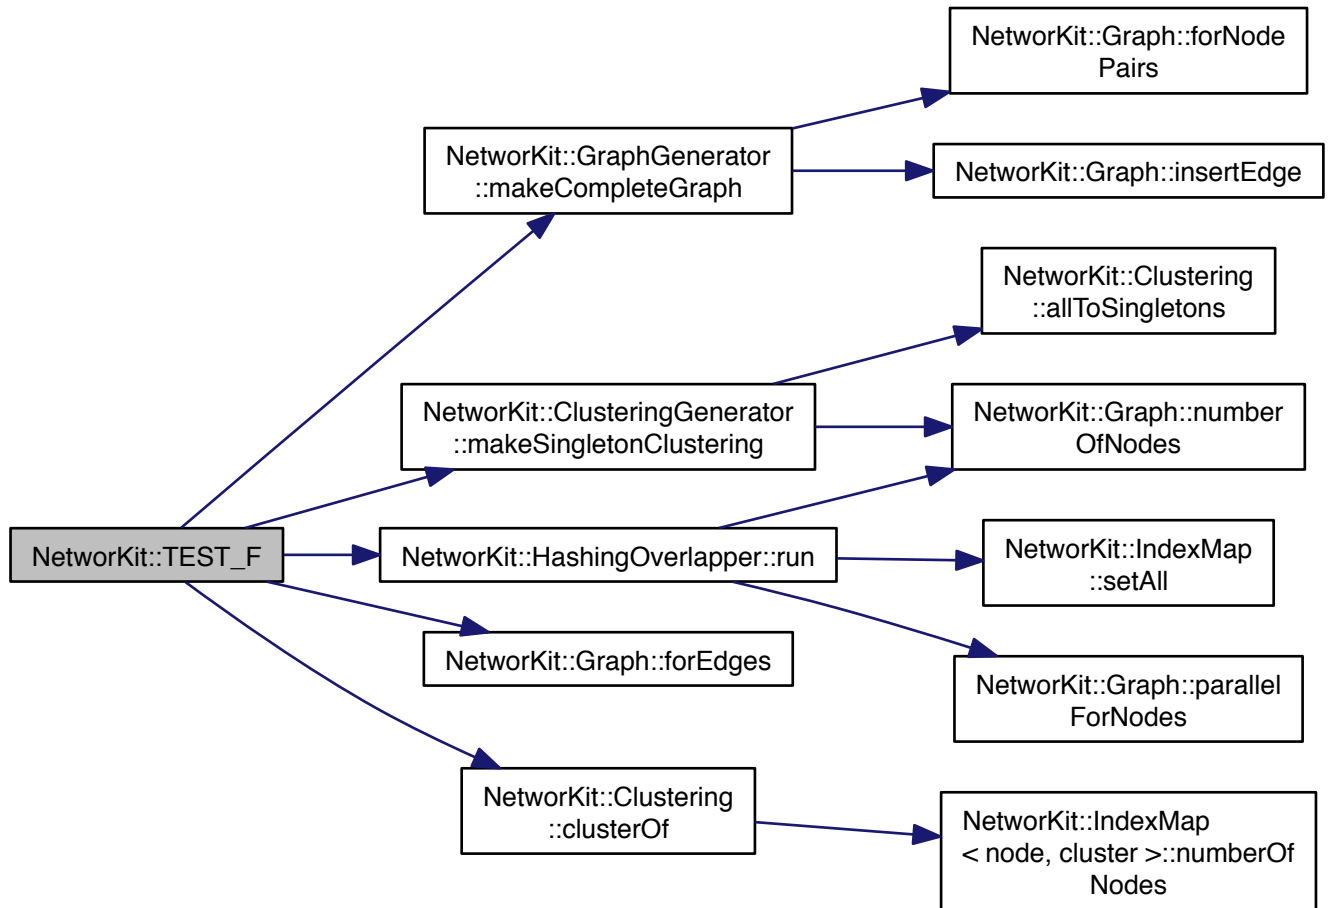 NetworKit::Graph::forNode
Pairs
NetworKit::GraphGenerator
::makeCompleteGraph
NetworKit::Graph::insertEdge
NetworKit::Clustering
::allToSingletons
NetworKit::ClusteringGenerator
::makeSingletonClustering
NetworKit::Graph::number
OfNodes
NetworKit::TEST_F
NetworKit::HashingOverlapper::run
NetworKit::IndexMap
::setAll
NetworKit::Graph::forEdges
NetworKit::Graph::parallel
ForNodes
NetworKit::Clustering
::clusterOf
NetworKit::IndexMap
< node, cluster >::numberOf
Nodes